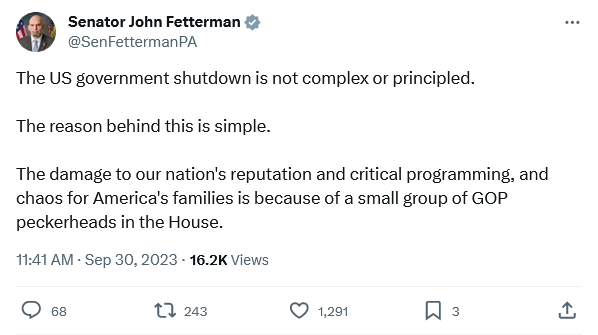 Senator John Fetterman
@SenFettermanPA
The US government shutdown is not complex or principled.
The reason behind this is simple.
The damage to our nation's reputation and critical programming, and
chaos for America's families is because of a small group of GOP
peckerheads in the House.
11:41 AM · Sep 30, 2023 · 16.2K Views
68 243 1,291 3